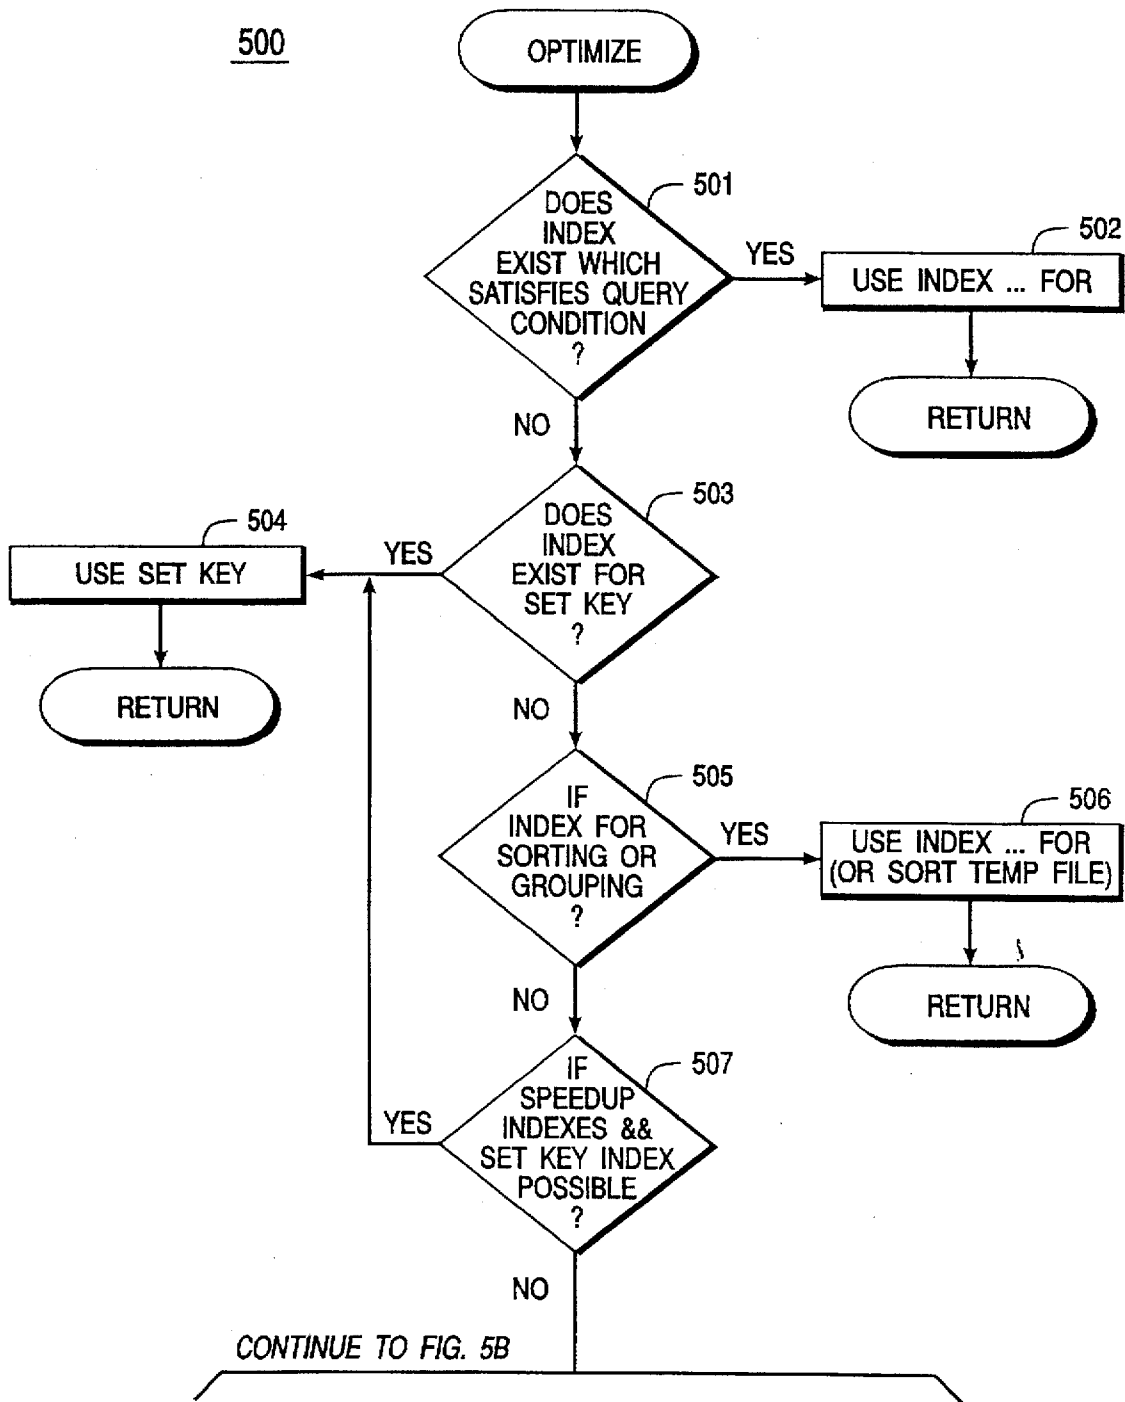 500
OPTIMIZE
501
DOES
INDEX
EXIST WHICH
SATISFIES QUERY
CONDITION
?
YES
502
USE INDEX ... FOR
RETURN
NO
503
DOES
INDEX
EXIST FOR
SET KEY
?
YES
504
USE SET KEY
RETURN
NO
505
IF
INDEX FOR
SORTING OR
GROUPING
?
YES
506
USE INDEX ... FOR
(OR SORT TEMP FILE)
RETURN
NO
507
IF
SPEEDUP
INDEXES &&
SET KEY INDEX
POSSIBLE
?
YES
NO
CONTINUE TO FIG. 5B